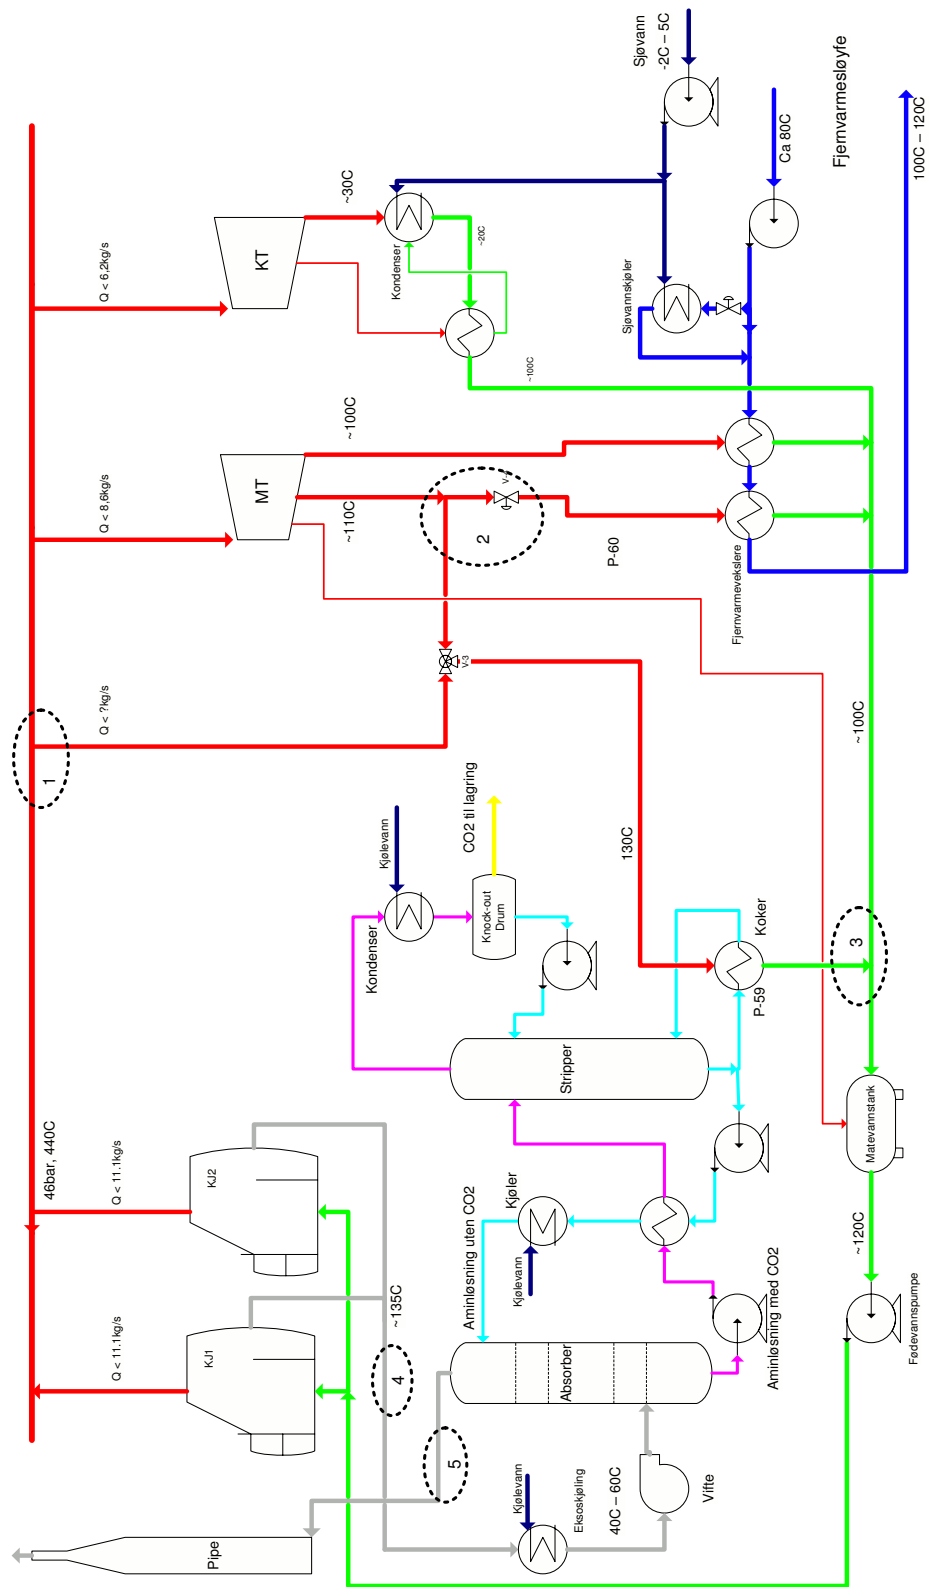 46bar, 440C
Q < 11.1kg/s
Q < 11.1kg/s
Q < ?kg/s
Q < 8,6kg/s
Q < 6,2kg/s
1
KJ1
KJ2
~135C
4
5
Pipe
Kjølevann
Eksoskjøling
40C – 60C
Vifte
Absorber
Aminløsning uten CO2
Aminløsning med CO2
Kjølevann
Kjøler
Stripper
Kondenser
Kjølevann
Knock-out
Drum
CO2 til lagring
P-59
Koker
130C
V-3
MT
~110C
~100C
2
P-60
KT
~30C
Kondenser
~20C
~100C
Sjøvannskjøler
Sjøvann
-2C – 5C
Ca 80C
Fjernvarmesløyfe
100C – 120C
Fjernvarmevekslere
~100C
3
Matevannstank
~120C
Fødevannspumpe